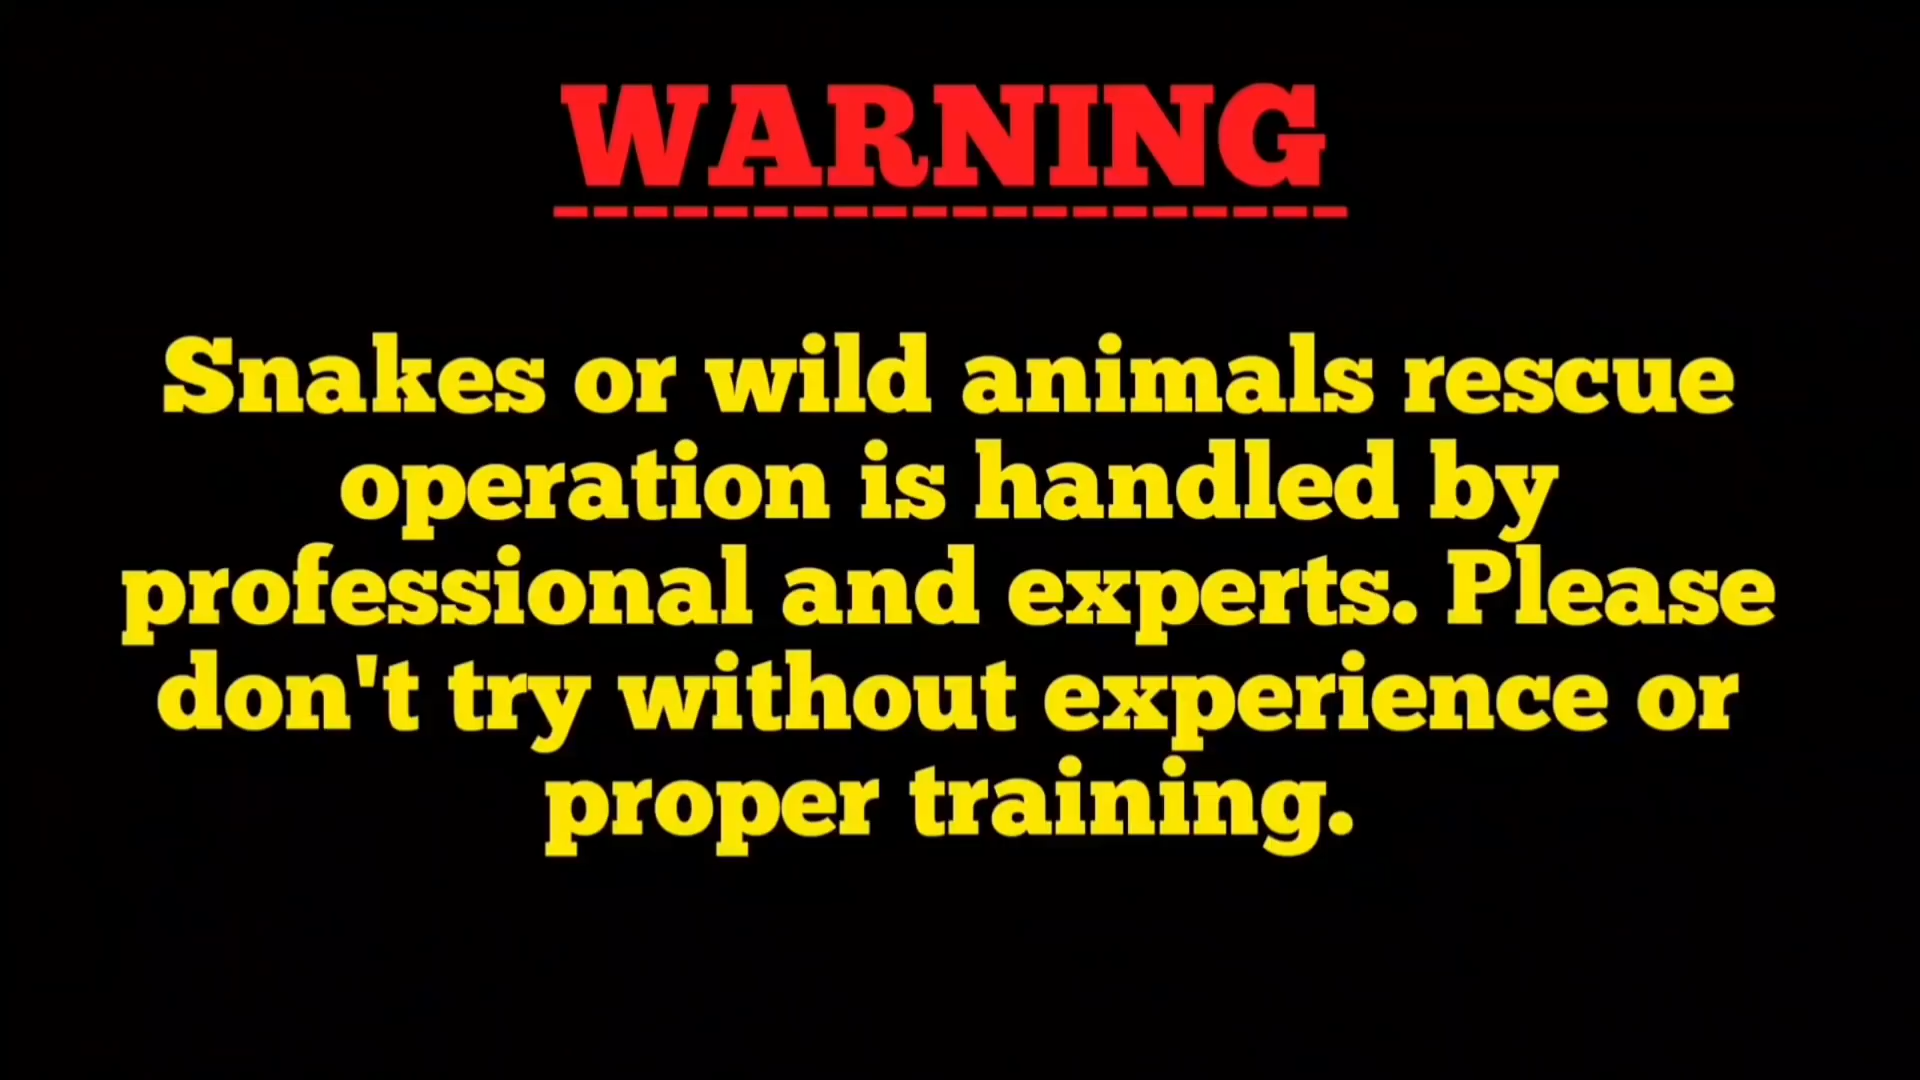 WARNING
Snakes or wild animals rescue
operation is handled by
professional and experts. Please
don't try without experience or
proper training.